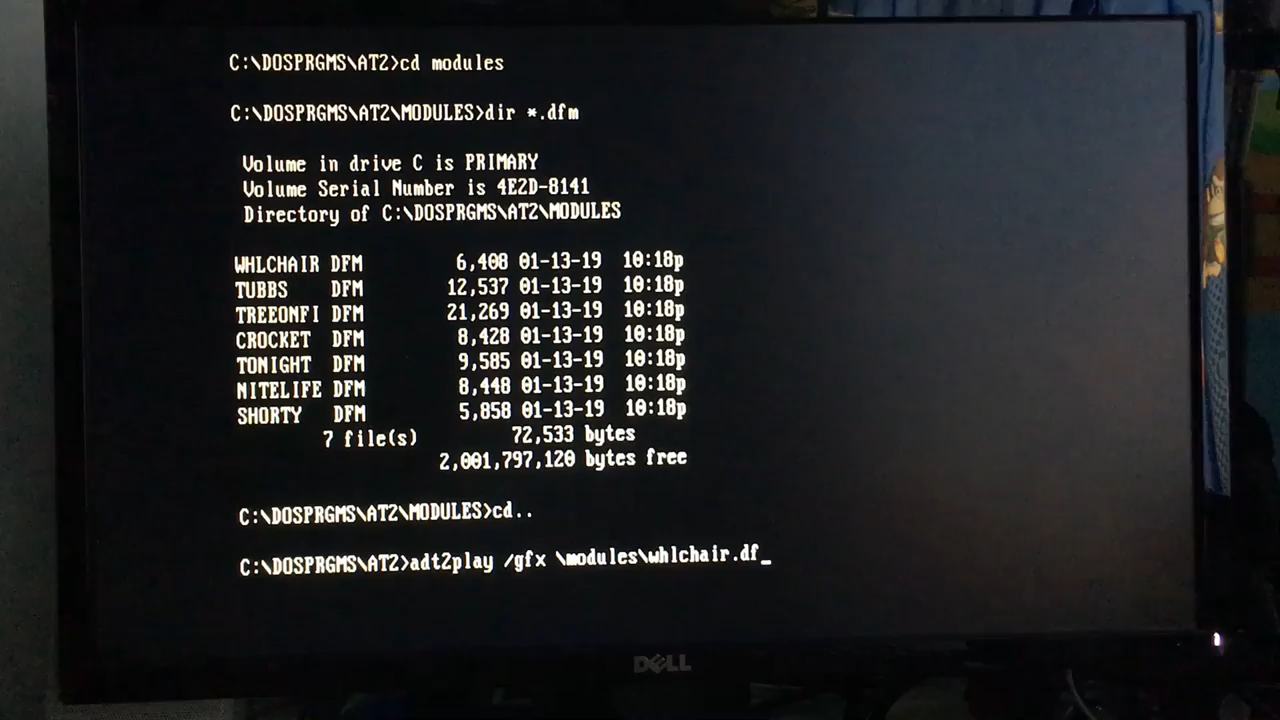 C:\DOSPRGMS\AT2>cd modules
C:\DOSPRGMS\AT2\MODULES>dir *.dfm
Volume in drive C is PRIMARY
Volume Serial Number is 4E2D-8141
Directory of C:\DOSPRGMS\AT2\MODULES
WHLCHAIR DFM 6,408 01-13-19 10:18p
TUBBS DFM 12,537 01-13-19 10:18p
TREEONFI DFM 21,269 01-13-19 10:18p
CROCKET DFM 8,428 01-13-19 10:18p
TONIGHT DFM 9,585 01-13-19 10:18p
NITELIFE DFM 8,448 01-13-19 10:18p
SHORTY DFM 5,858 01-13-19 10:18p
7 file(s) 72,533 bytes
2,001,797,120 bytes free
C:\DOSPRGMS\AT2\MODULES>cd..
C:\DOSPRGMS\AT2>adt2play /gfx \modules\whlchair.df_
DELL